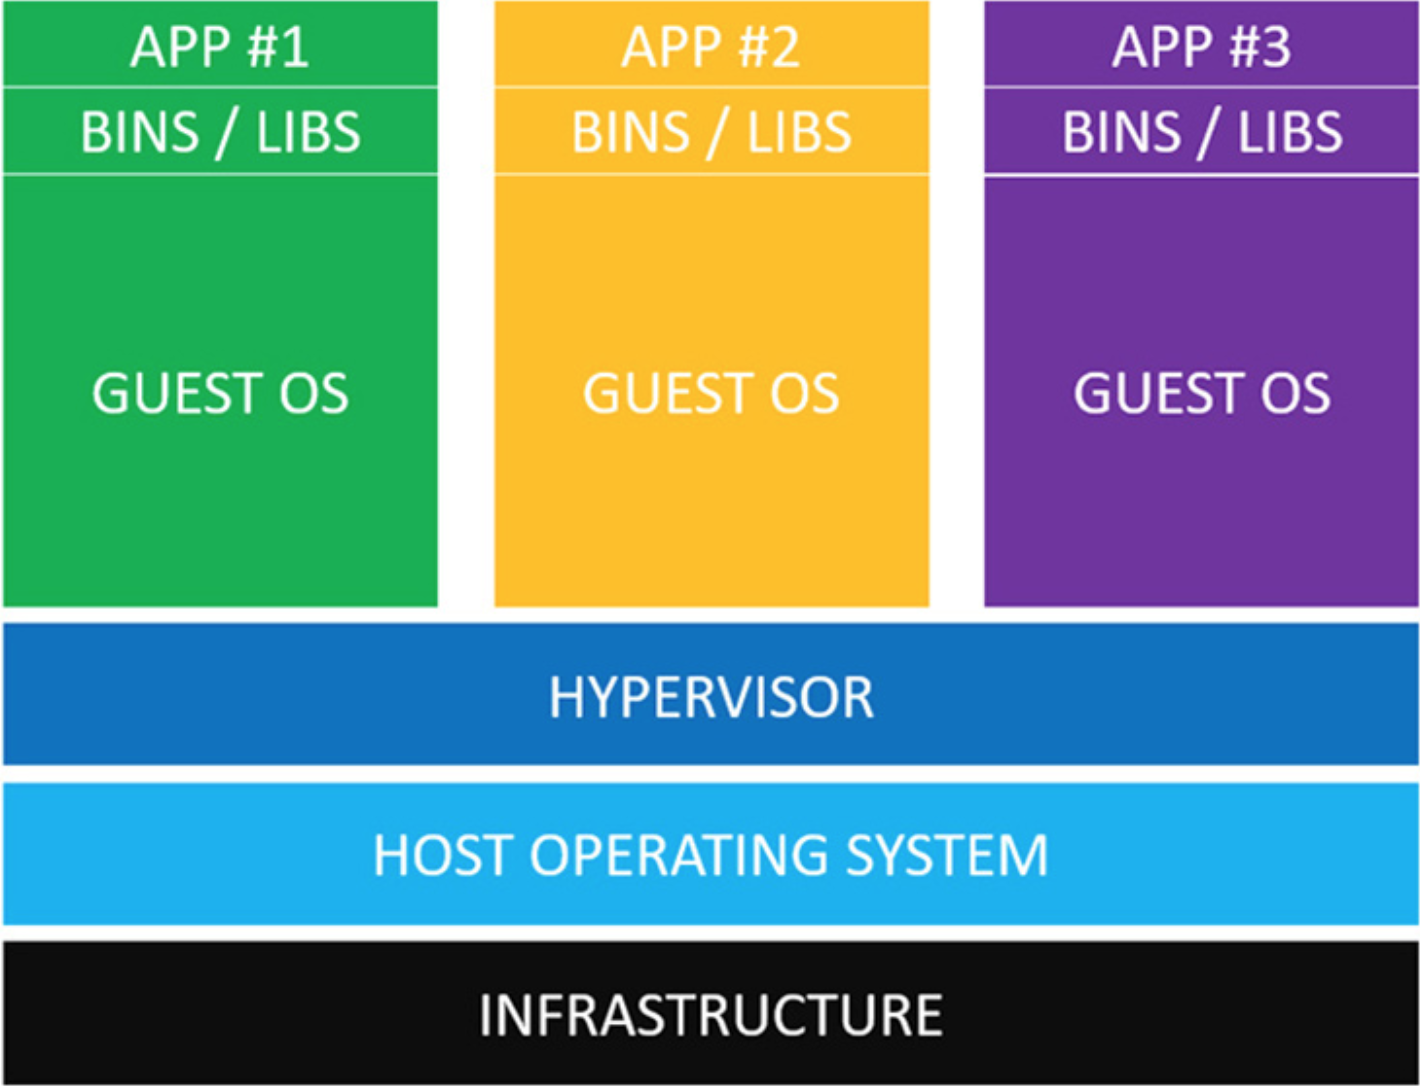 APP #1
BINS / LIBS
GUEST OS
APP #2
BINS / LIBS
GUEST OS
APP #3
BINS / LIBS
GUEST OS
HYPERVISOR
HOST OPERATING SYSTEM
INFRASTRUCTURE